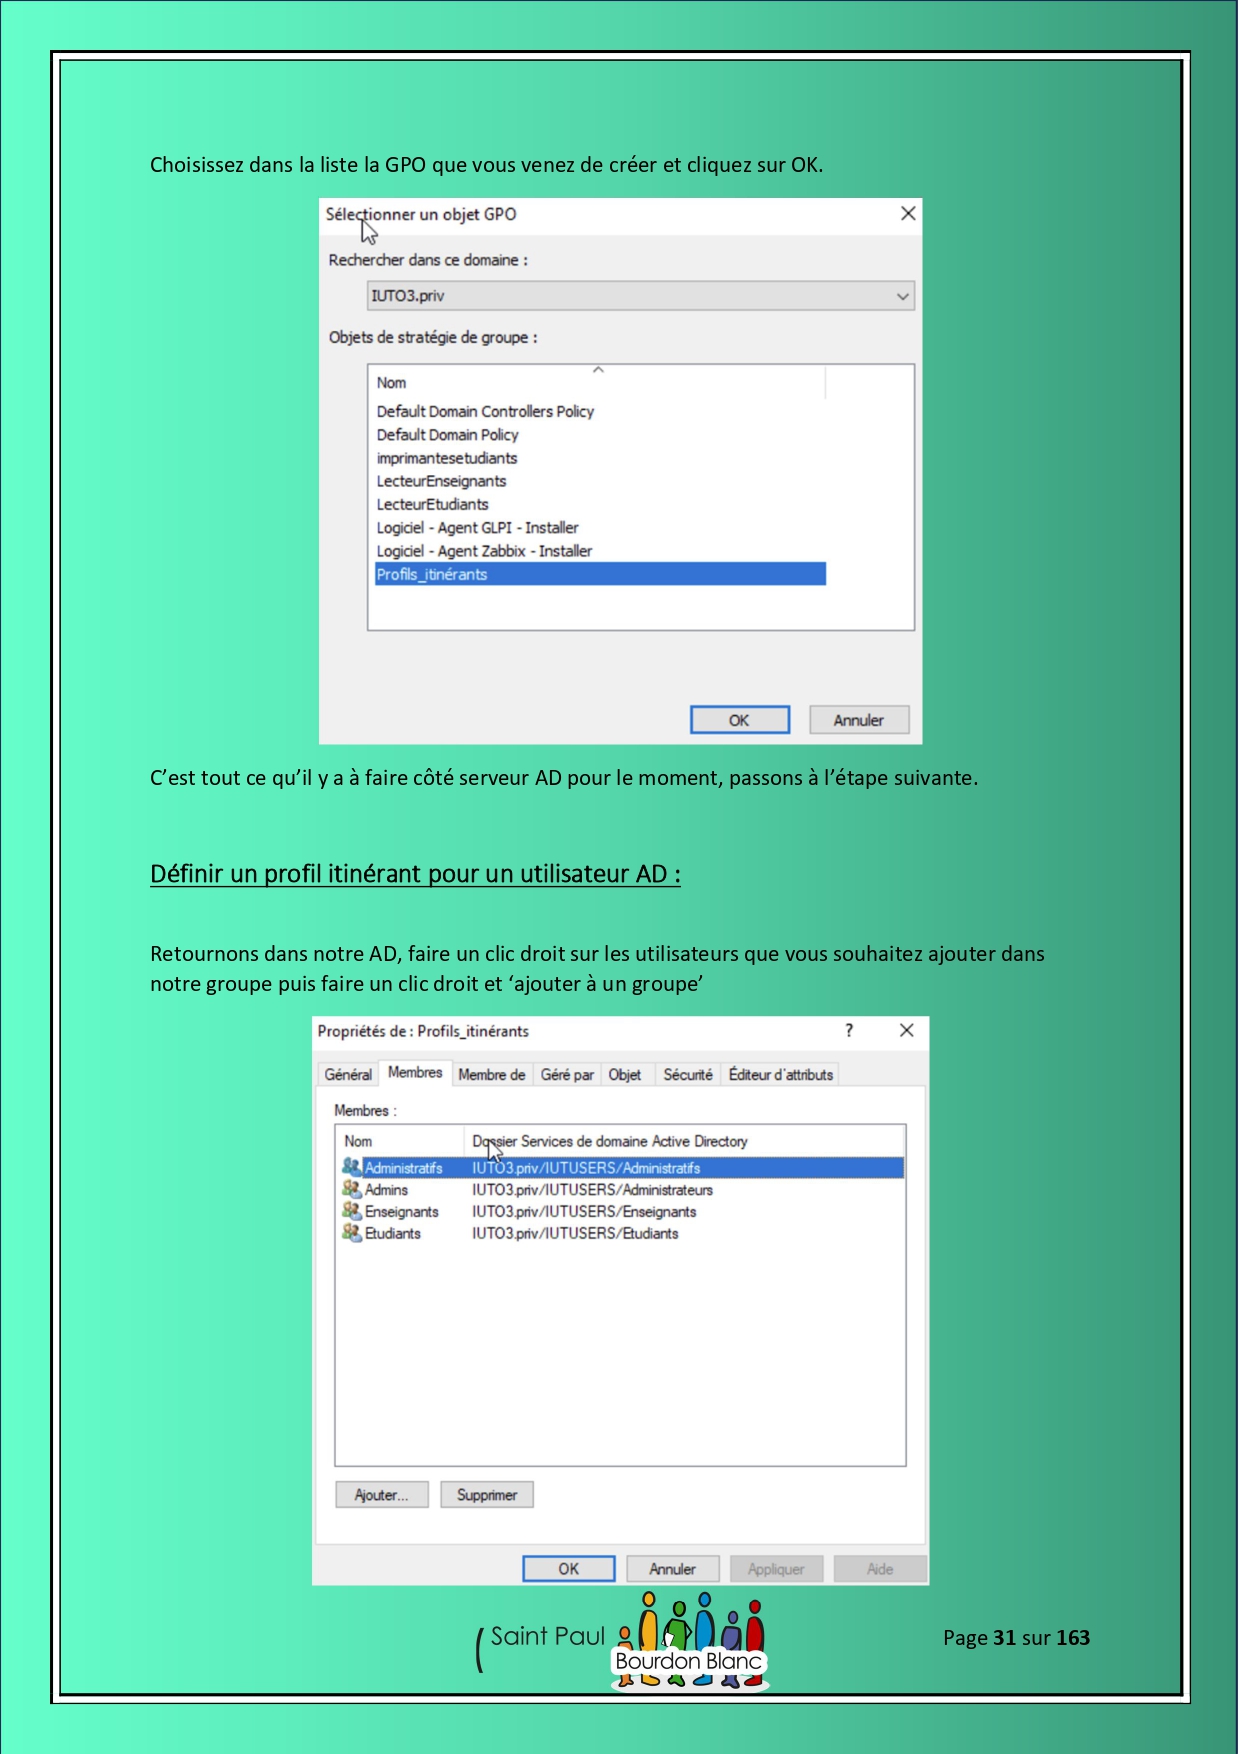 Choisissez dans la liste la GPO que vous venez de créer et cliquez sur OK.
Sélectionner un objet GPO
Rechercher dans ce domaine :
IUTO3.priv
Objets de stratégie de groupe :
Nom
Default Domain Controllers Policy
Default Domain Policy
imprimantesetudiants
LecteurEnseignants
LecteurEtudiants
Logiciel - Agent GLPI - Installer
Logiciel - Agent Zabbix - Installer
Profils_itinérants
OK Annuler
C’est tout ce qu’il y a à faire côté serveur AD pour le moment, passons à l’étape suivante.
Définir un profil itinérant pour un utilisateur AD :
Retournons dans notre AD, faire un clic droit sur les utilisateurs que vous souhaitez ajouter dans
notre groupe puis faire un clic droit et ‘ajouter à un groupe’
Propriétés de : Profils_itinérants ?
Général Membres Membre de Géré par Objet Sécurité Éditeur d'attributs
Membres :
Nom Dossier Services de domaine Active Directory
Administratifs IUTO3.priv/IUTUSERS/Administratifs
Admins IUTO3.priv/IUTUSERS/Administrateurs
Enseignants IUTO3.priv/IUTUSERS/Enseignants
Etudiants IUTO3.priv/IUTUSERS/Etudiants
Ajouter... Supprimer
OK Annuler Appliquer Aide
Saint Paul
Bourdon Blanc
Page 31 sur 163